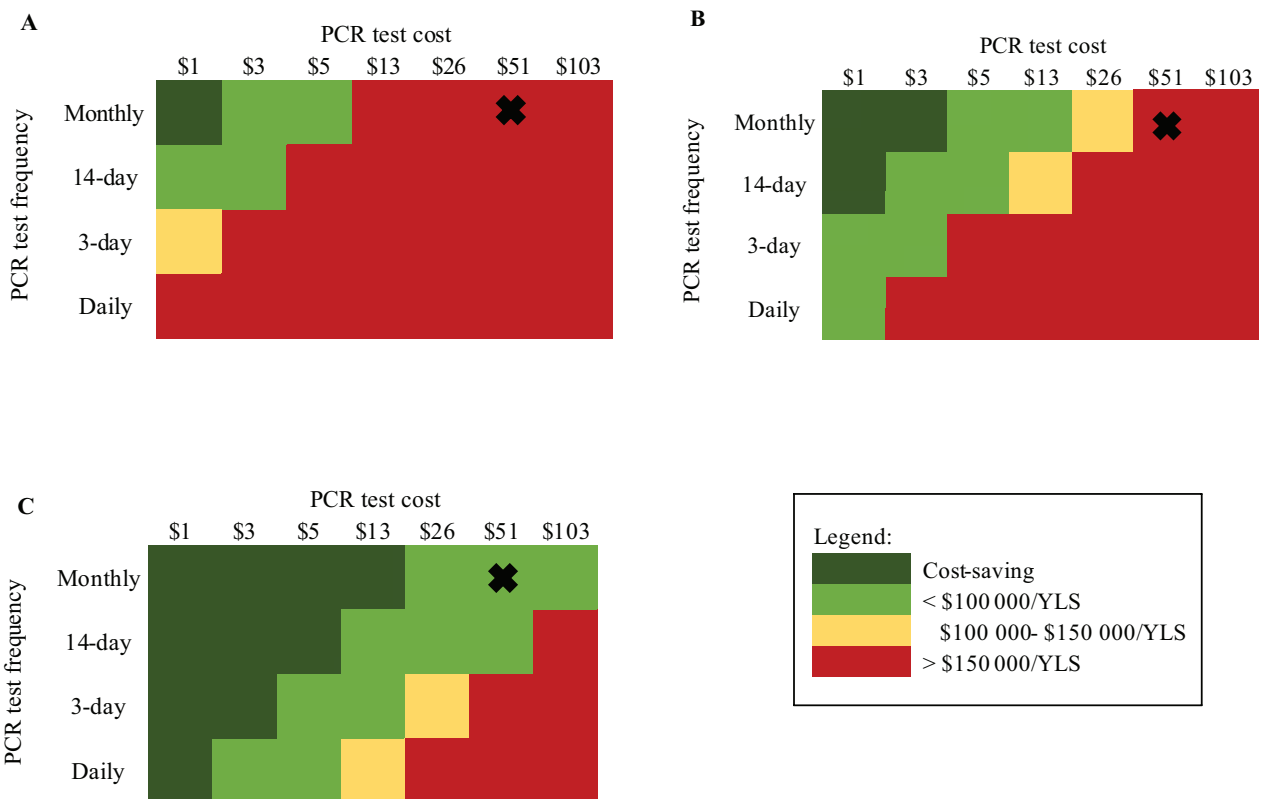 A
PCR test cost
$1 $3 $5 $13 $26 $51 $103
PCR test frequency
Monthly
14-day
3-day
Daily
B
PCR test cost
$1 $3 $5 $13 $26 $51 $103
PCR test frequency
Monthly
14-day
3-day
Daily
C
PCR test cost
$1 $3 $5 $13 $26 $51 $103
PCR test frequency
Monthly
14-day
3-day
Daily
Legend:
Cost-saving
< $100 000/YLS
$100 000- $150 000/YLS
> $150 000/YLS